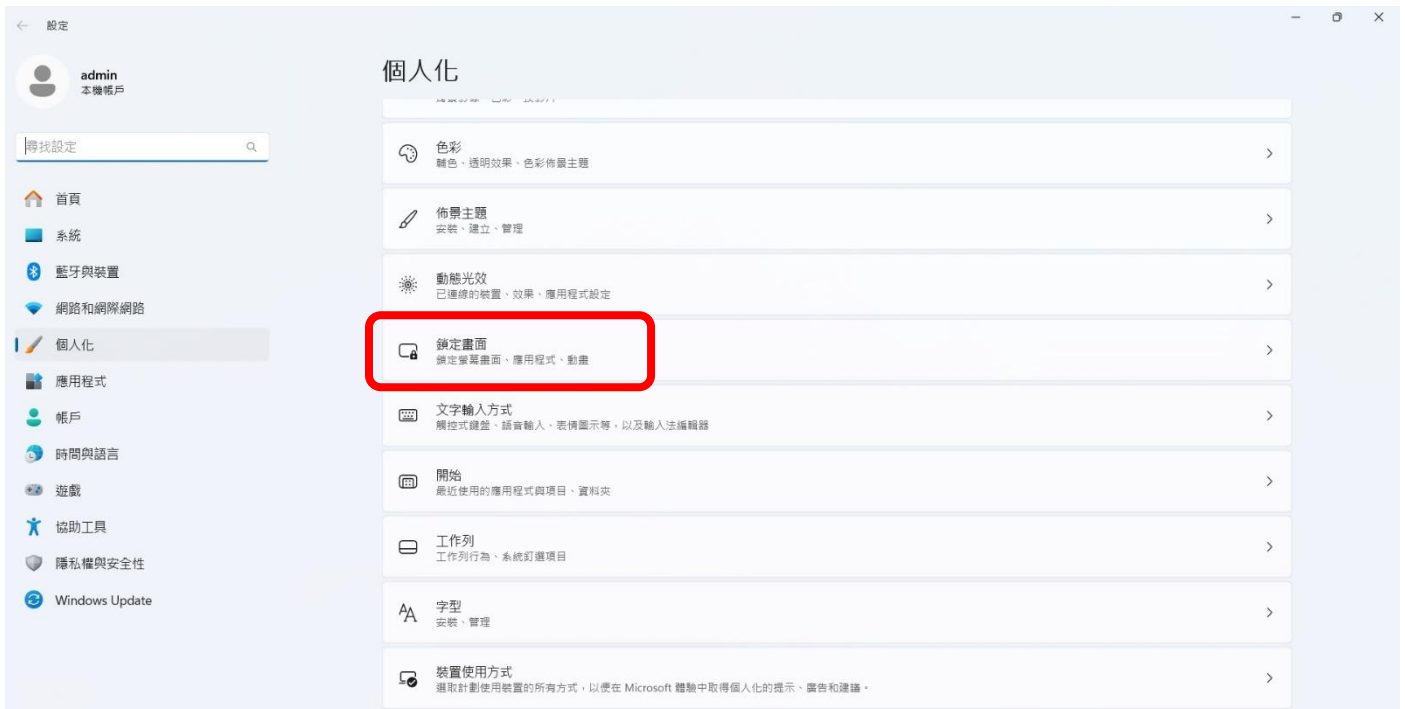 設定
admin
本機帳戶
尋找設定
首頁
系統
藍牙與裝置
網路和網際網路
個人化
應用程式
帳戶
時間與語言
遊戲
協助工具
隱私權與安全性
Windows Update
個人化
色彩
輔色、透明效果、色彩佈景主題
佈景主題
安裝、建立、管理
動態光效
已連線的裝置、效果、應用程式設定
鎖定畫面
鎖定螢幕畫面、應用程式、動畫
文字輸入方式
觸控式鍵盤、語音輸入、表情圖示等，以及輸入法編輯器
開始
最近使用的應用程式與項目、資料夾
工作列
工作列行為、系統釘選項目
字型
安裝、管理
裝置使用方式
選取計劃使用裝置的所有方式，以便在 Microsoft 體驗中取得個人化的提示、廣告和建議。